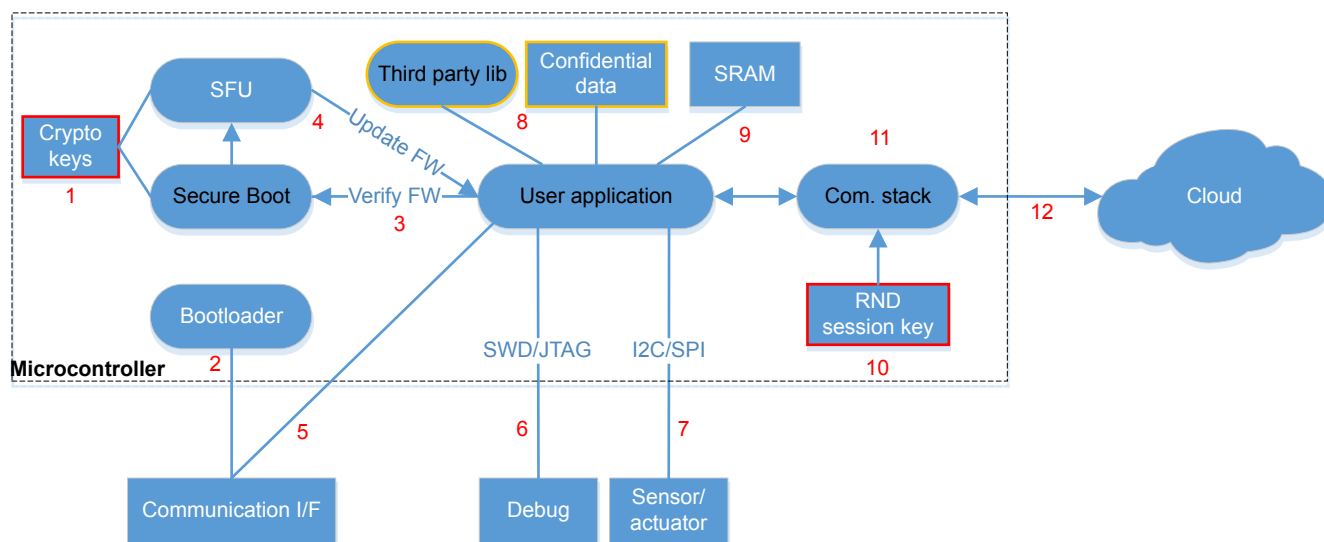 SFU
Third party lib
Confidential
data
SRAM
4
8
9
11
Update FW
Crypto
keys
1
Secure Boot
Verify FW
3
User application
Com. stack
12
Cloud
Bootloader
2
RND
session key
10
SWD/JTAG
I2C/SPI
Microcontroller
5
6
7
Communication I/F
Debug
Sensor/
actuator